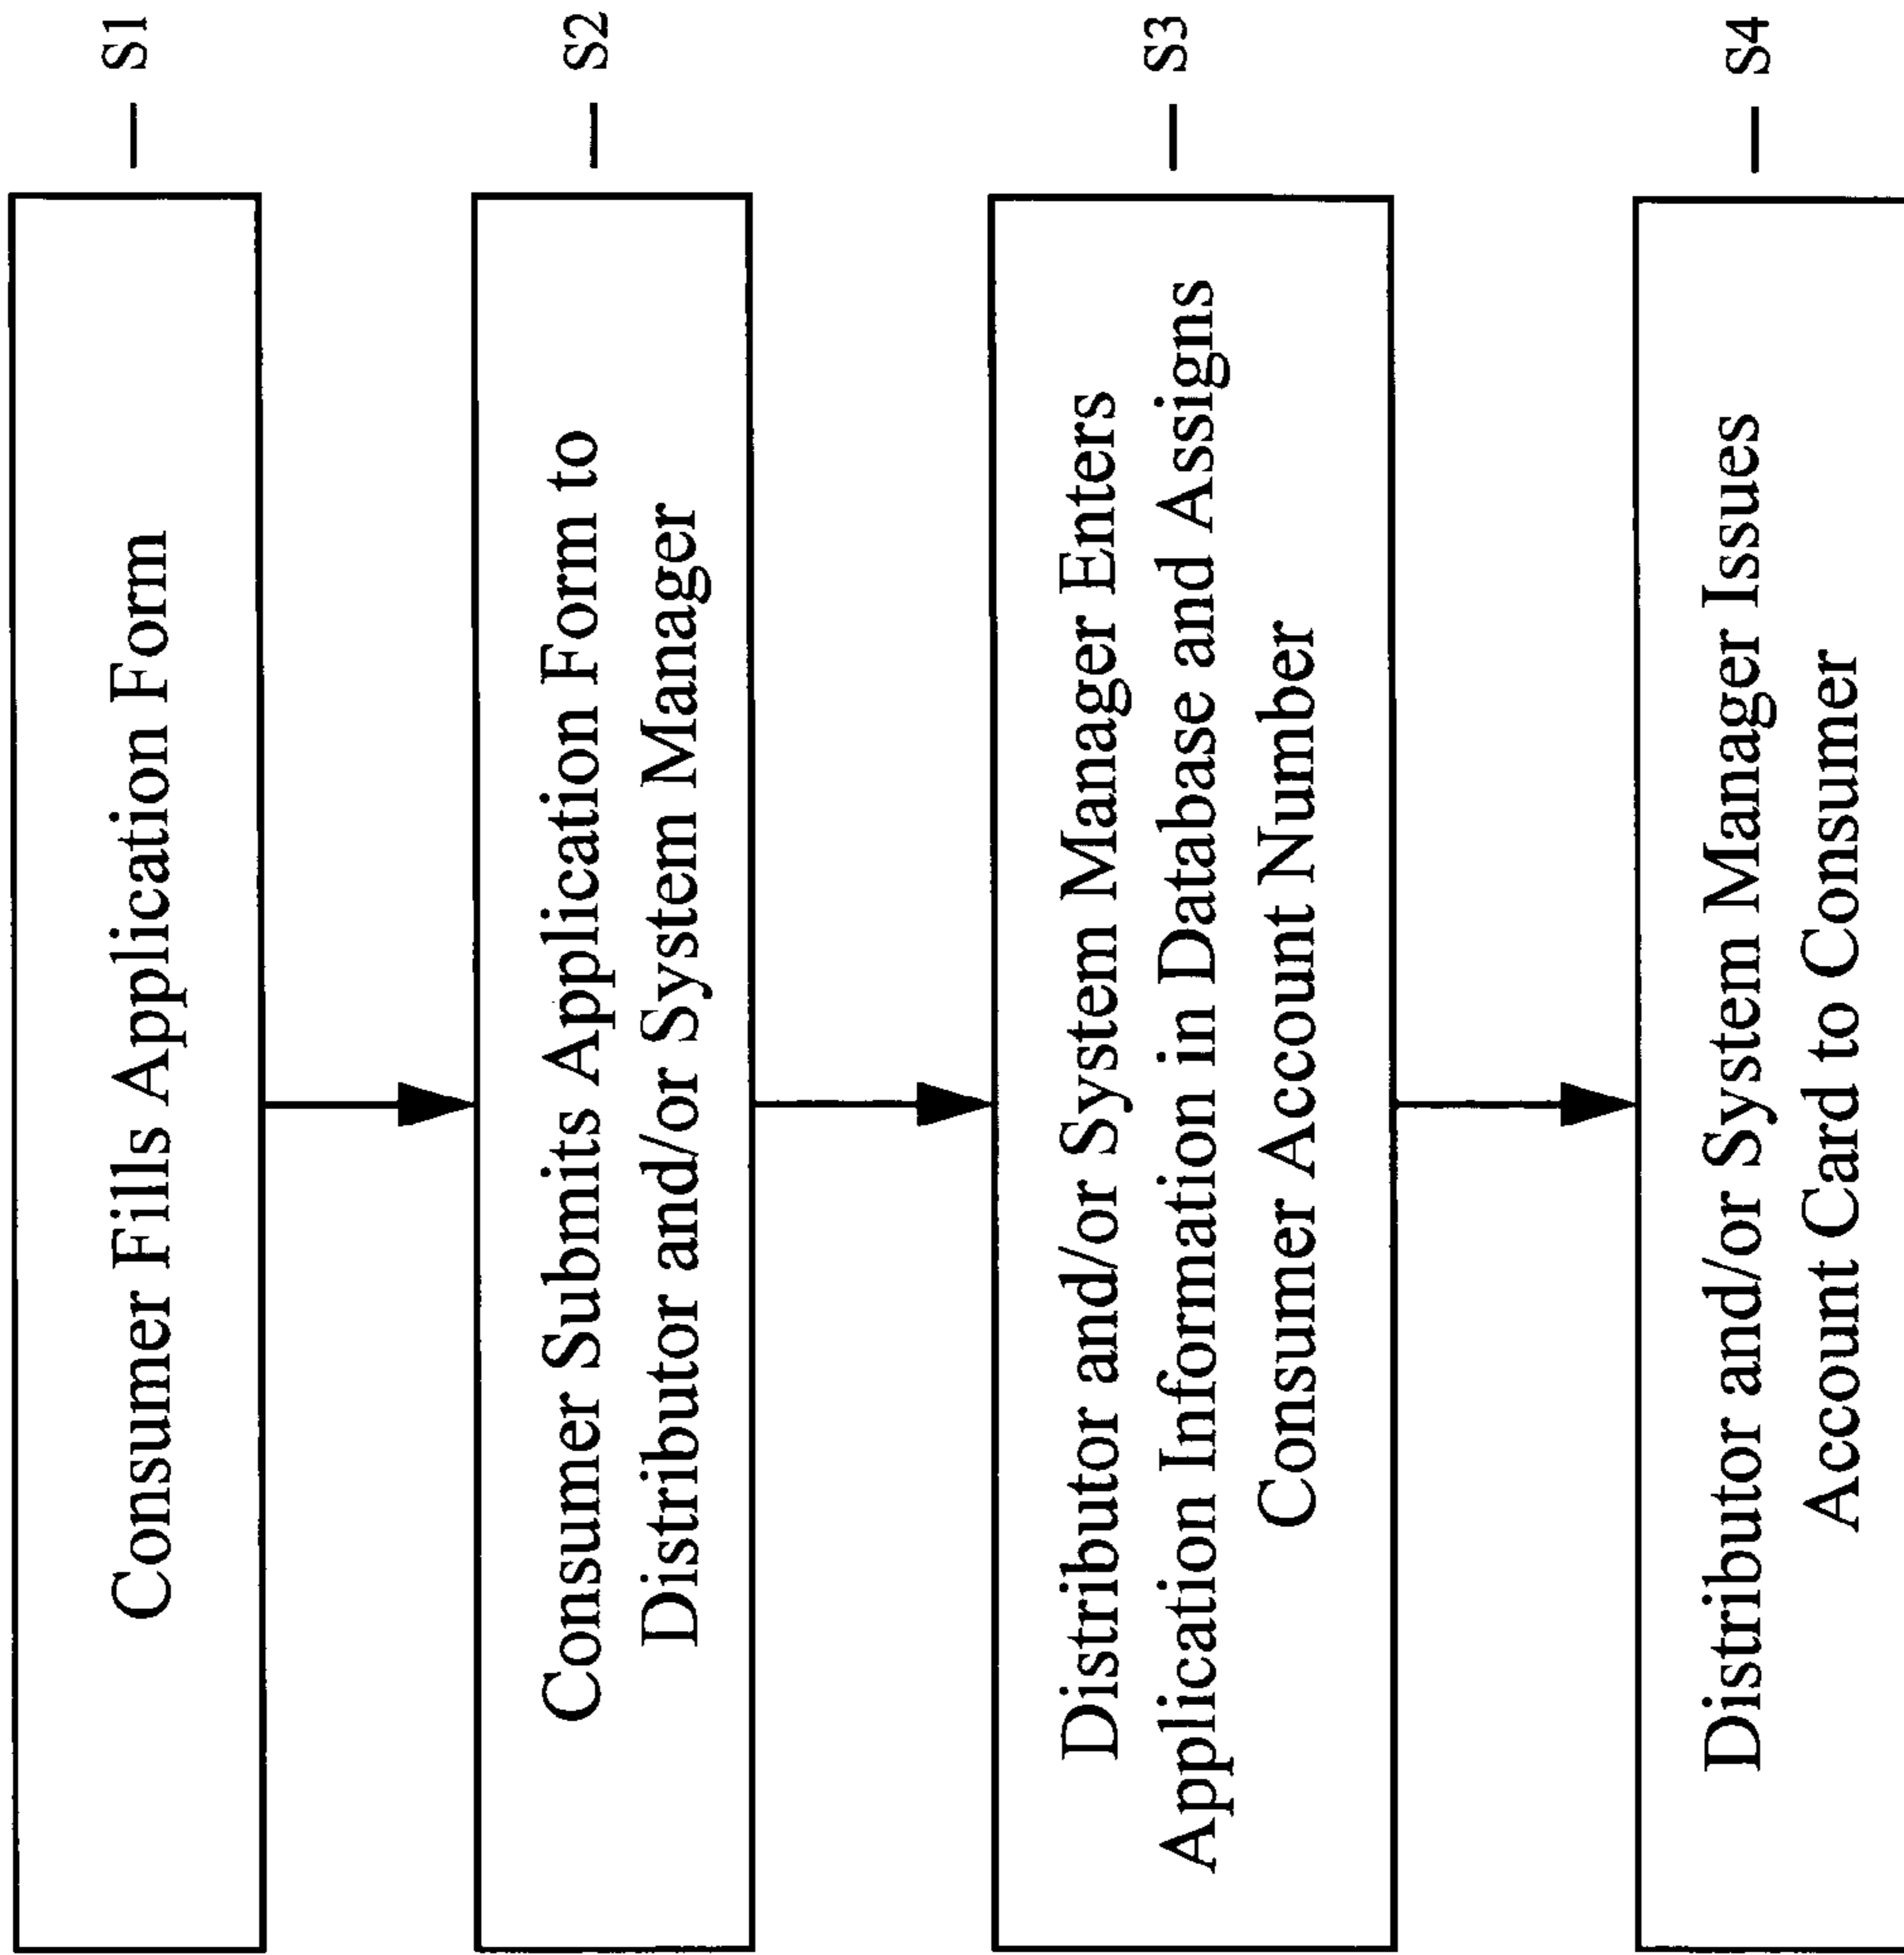 Consumer Fills Application Form
S1
Consumer Submits Application Form to
Distributor and/or System Manager
S2
Distributor and/or System Manager Enters
Application Information in Database and Assigns
Consumer Account Number
S3
Distributor and/or System Manager Issues
Account Card to Consumer
S4